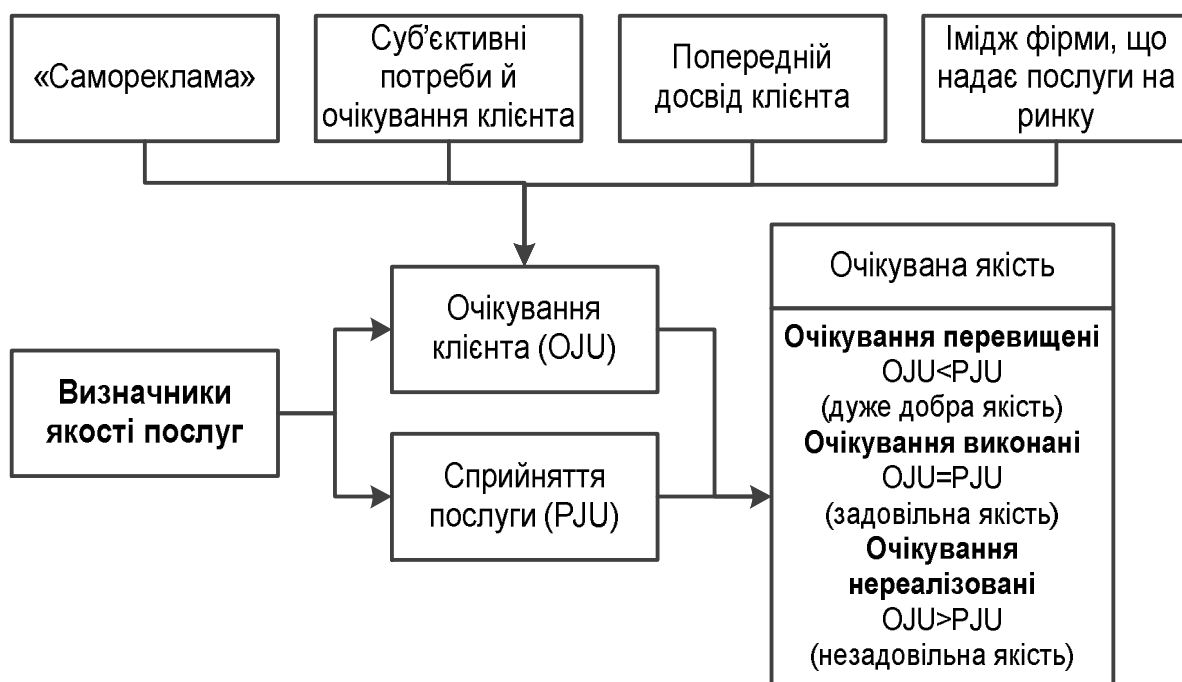 «Самореклама»
Суб’єктивні
потреби й
очікування клієнта
Попередній
досвід клієнта
Імідж фірми, що
надає послуги на
ринку
Очікування
клієнта (OJU)
Визначники
якості послуг
Сприйняття
послуги (PJU)
Очікувана якість
Очікування перевищені
OJU<PJU
(дуже добра якість)
Очікування виконані
OJU=PJU
(задовільна якість)
Очікування
нереалізовані
OJU>PJU
(незадовільна якість)